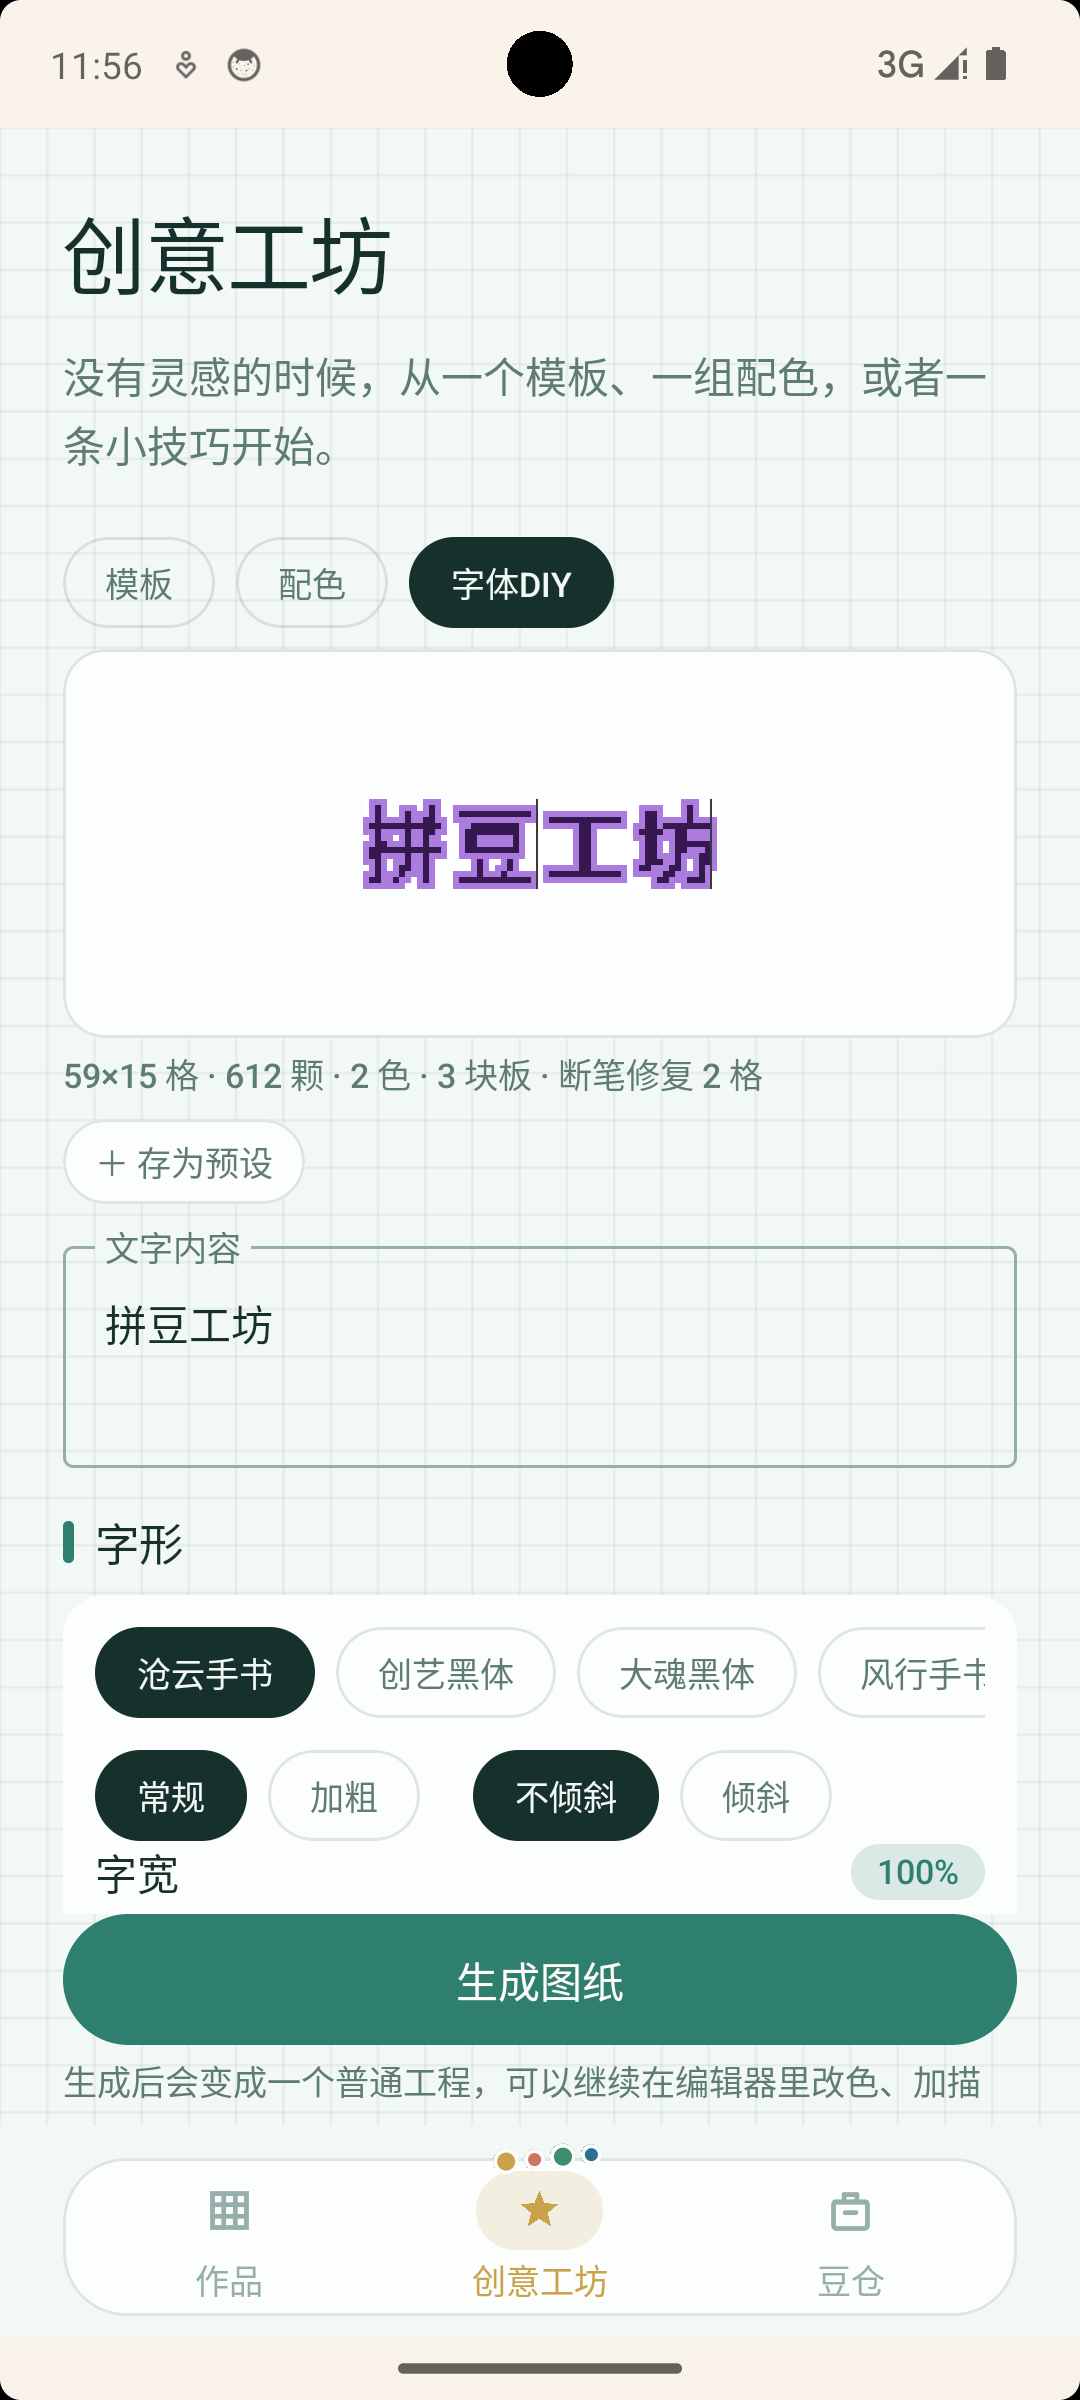 11:56
3G
创意工坊
没有灵感的时候，从一个模板、一组配色，或者一
条小技巧开始。
模板 配色 字体DIY
拼豆工坊
59×15 格 · 612 颗 · 2 色 · 3 块板 · 断笔修复 2 格
＋ 存为预设
文字内容
拼豆工坊
字形
沧云手书 创艺黑体 大魂黑体 风行手书
常规 加粗 不倾斜 倾斜
字宽 100%
生成图纸
生成后会变成一个普通工程，可以继续在编辑器里改色、加描
作品 创意工坊 豆仓